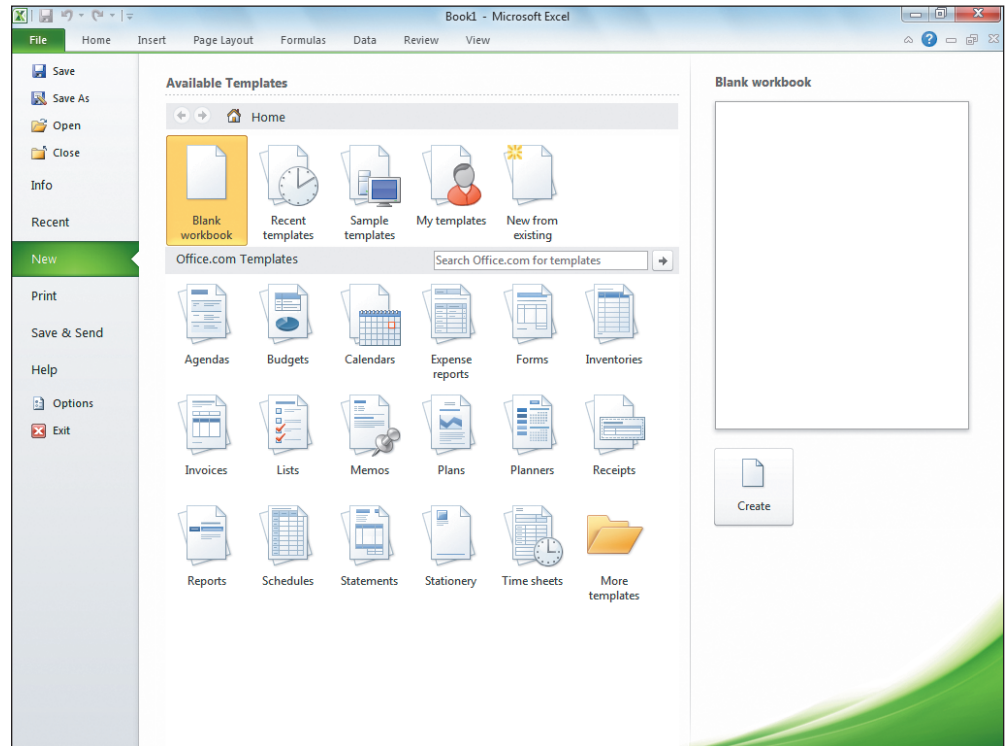 Book1 - Microsoft Excel
File Home Insert Page Layout Formulas Data Review View
Save
Save As
Open
Close
Info
Recent
New
Print
Save & Send
Help
Options
Exit
Available Templates
Home
Blank workbook
Recent templates
Sample templates
My templates
New from existing
Office.com Templates
Search Office.com for templates
Agendas
Budgets
Calendars
Expense reports
Forms
Inventories
Invoices
Lists
Memos
Plans
Planners
Receipts
Reports
Schedules
Statements
Stationery
Time sheets
More templates
Blank workbook
Create